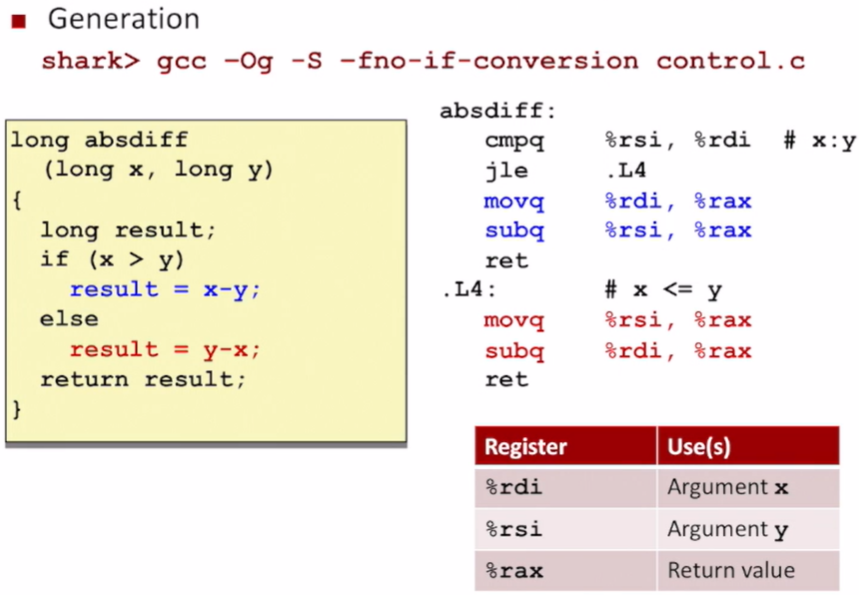 Generation
shark> gcc –Og -S –fno-if-conversion control.c
long absdiff
(long x, long y)
{
long result;
if (x > y)
result = x-y;
else
result = y-x;
return result;
}
absdiff:
cmpq %rsi, %rdi # x:y
jle .L4
movq %rdi, %rax
subq %rsi, %rax
ret
.L4: # x <= y
movq %rsi, %rax
subq %rdi, %rax
ret
Register Use(s)
%rdi Argument x
%rsi Argument y
%rax Return value